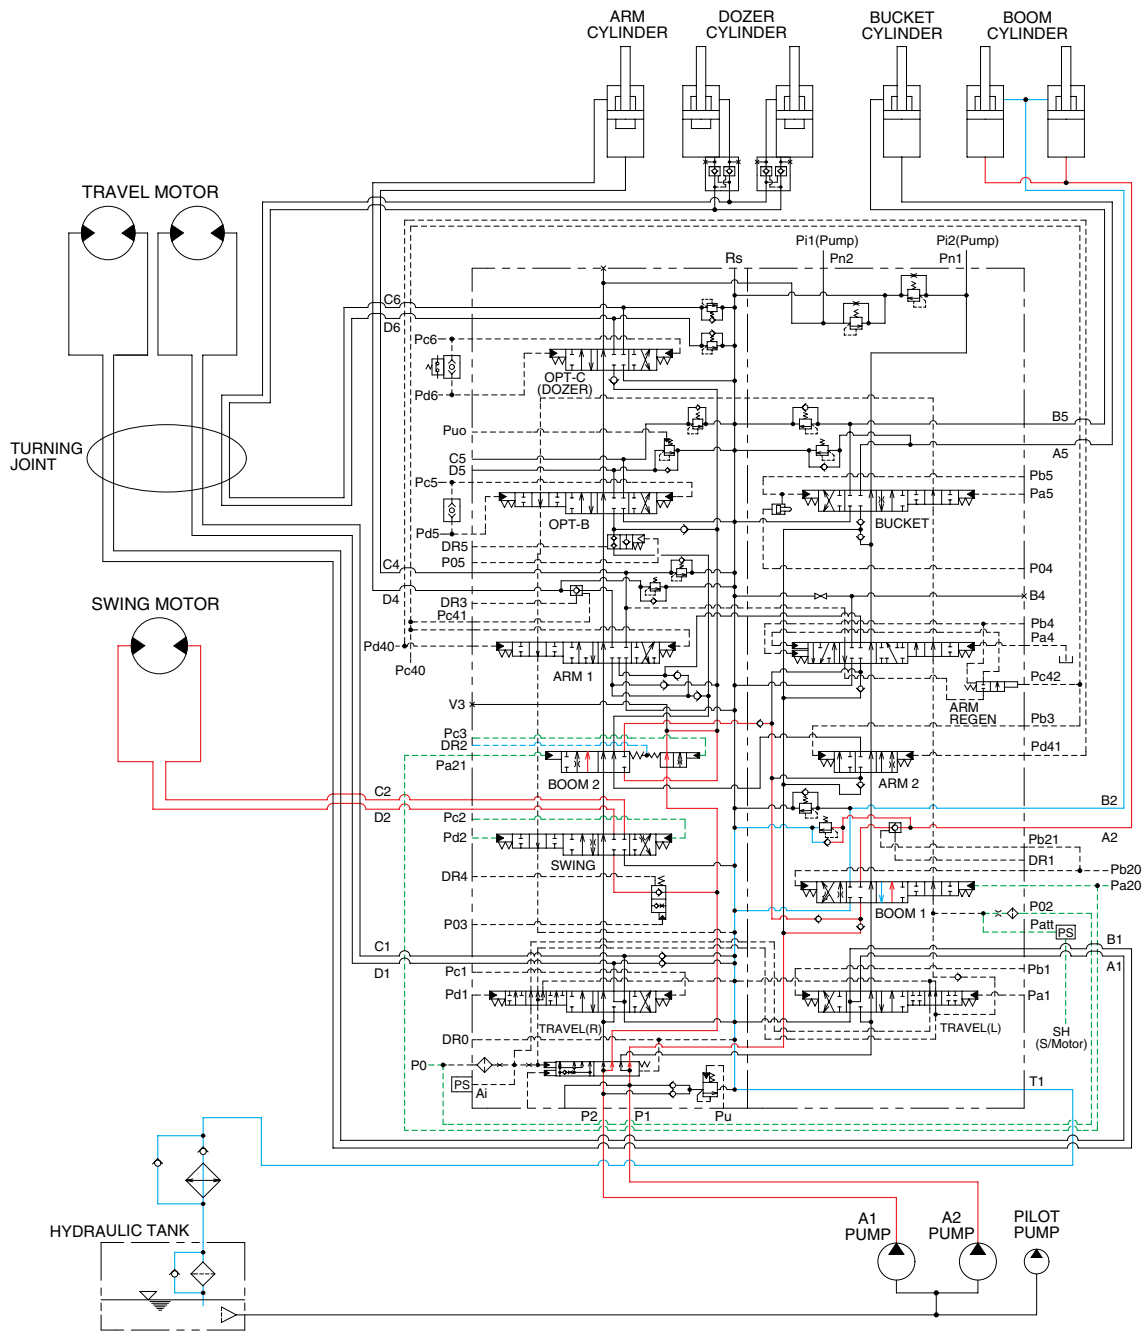 ARM
CYLINDER
DOZER
CYLINDER
BUCKET
CYLINDER
BOOM
CYLINDER
TRAVEL MOTOR
Pi1(Pump)
Pn2
Pi2(Pump)
Pn1
Rs
C6
D6
Pc6
Pd6
OPT-C
(DOZER)
TURNING
JOINT
Puo
C5
D5
Pc5
Pd5
OPT-B
DR5
P05
B5
A5
Pb5
Pa5
BUCKET
P04
C4
D4
DR3
Pc41
Pd40
Pc40
ARM 1
B4
Pb4
Pa4
Pc42
ARM
REGEN
SWING MOTOR
V3
Pc3
DR2
Pa21
BOOM 2
Pb3
Pd41
ARM 2
C2
D2
Pc2
Pd2
SWING
DR4
P03
B2
A2
Pb21
DR1
Pb20
Pa20
BOOM 1
P02
Patt
PS
C1
D1
Pc1
Pd1
TRAVEL(R)
B1
A1
Pb1
Pa1
TRAVEL(L)
SH
(S/Motor)
DR0
P0
PS
Ai
P2
P1
Pu
T1
HYDRAULIC TANK
A1
PUMP
A2
PUMP
PILOT
PUMP